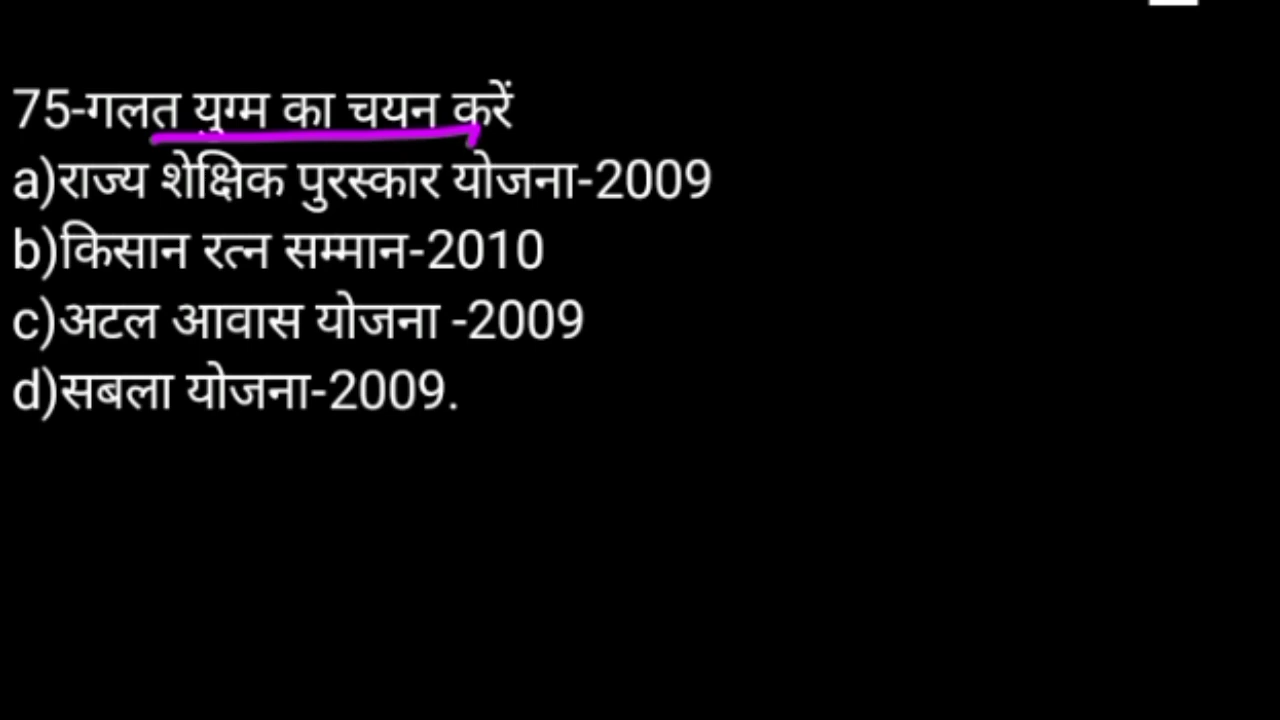 75-गलत युग्म का चयन करें
a)राज्य शेक्षिक पुरस्कार योजना-2009
b)किसान रत्न सम्मान-2010
c)अटल आवास योजना -2009
d)सबला योजना-2009.